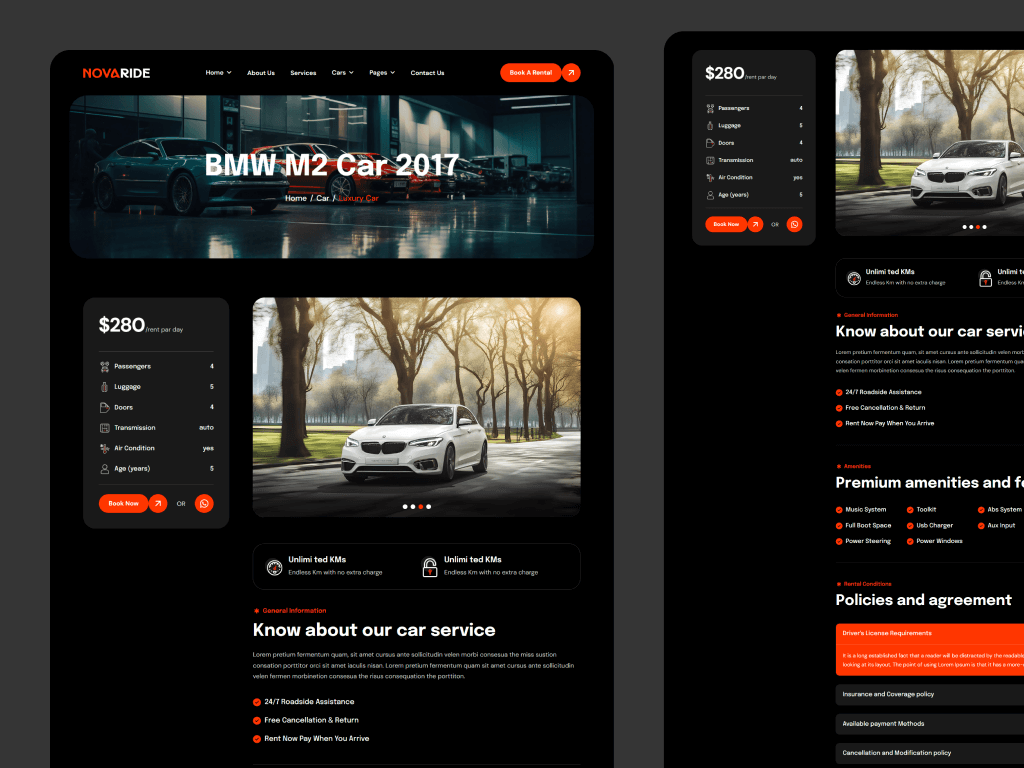 NOVARIDE
Home About Us Services Cars Pages Contact Us
Book A Rental
BMW M2 Car 2017
Home / Car / Luxury Car
$280/rent par day
Passengers 4
Luggage 5
Doors 4
Transmission auto
Air Condition yes
Age (years) 5
Book Now OR
Unlimi ted KMs
Endless Km with no extra charge
Unlimi ted KMs
Endless Km with no extra charge
General Information
Know about our car service
Lorem pretium fermentum quam, sit amet cursus ante sollicitudin velen morbi consesua the miss sustion
consation porttitor orci sit amet iaculis nisan. Lorem pretium fermentum quam sit amet cursus ante sollicitudin
velen fermen morbinetion consesua the risus consequation the porttiton.
24/7 Roadside Assistance
Free Cancellation & Return
Rent Now Pay When You Arrive
$280/rent par day
Passengers 4
Luggage 5
Doors 4
Transmission auto
Air Condition yes
Age (years) 5
Book Now OR
Unlimi ted KMs
Endless Km with no extra charge
Unlimi te
Endless Km
General Information
Know about our car servi
Lorem pretium fermentum quam, sit amet cursus ante sollicitudin velen mor
consation porttitor orci sit amet iaculis nisan. Lorem pretium fermentum qua
velen fermen morbinetion consesua the risus consequation the porttiton.
24/7 Roadside Assistance
Free Cancellation & Return
Rent Now Pay When You Arrive
Amenities
Premium amenities and fe
Music System Toolkit Abs System
Full Boot Space Usb Charger Aux Input
Power Steering Power Windows
Rental Conditions
Policies and agreement
Driver's License Requirements
It is a long established fact that a reader will be distracted by the readable
looking at its layout. The point of using Lorem Ipsum is that it has a more-
Insurance and Coverage policy
Available payment Methods
Cancellation and Modification policy